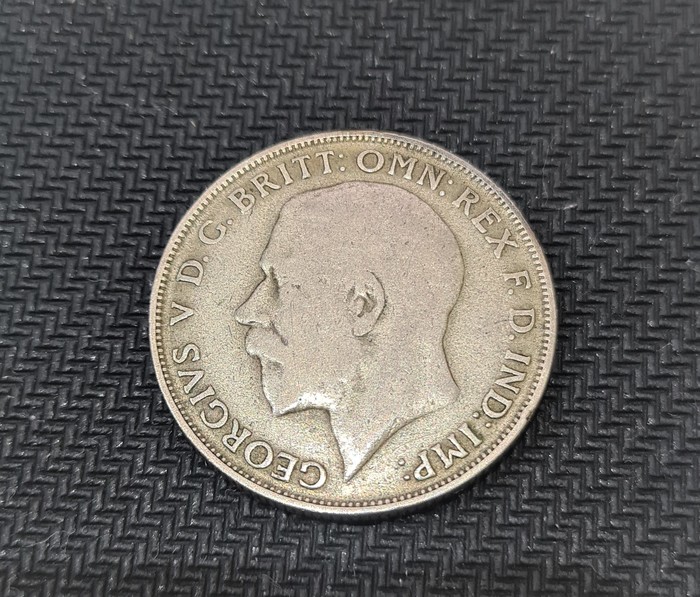 GEORGIVS V D. G. BRITT: OMN: REX F. D. IND: IMP: